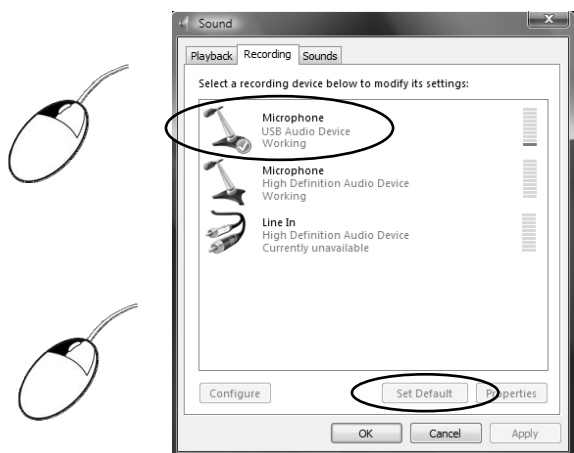 Sound
Playback Recording Sounds
Select a recording device below to modify its settings:
Microphone
USB Audio Device
Working
Microphone
High Definition Audio Device
Working
Line In
High Definition Audio Device
Currently unavailable
Configure Set Default Properties
OK Cancel Apply